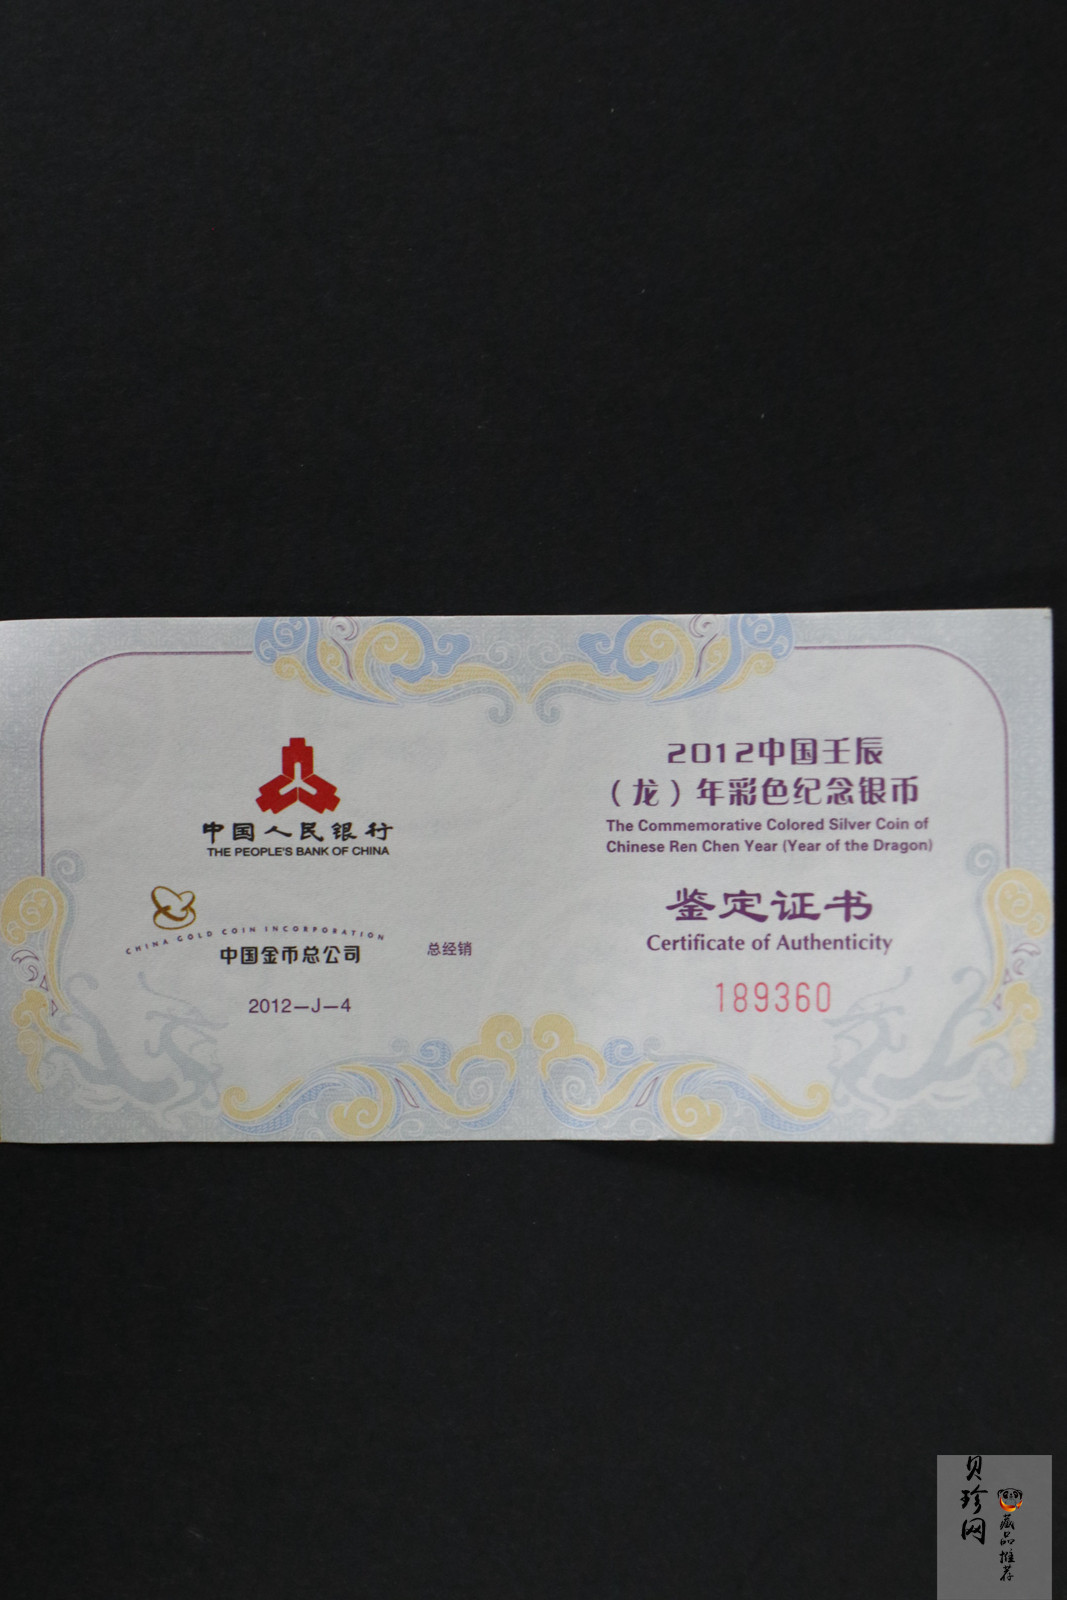 中国人民银行
THE PEOPLE'S BANK OF CHINA
CHINA GOLD COIN INCORPORATION
中国金币总公司
总经销
2012—J—4
2012中国壬辰
（龙）年彩色纪念银币
The Commemorative Colored Silver Coin of
Chinese Ren Chen Year (Year of the Dragon)
鉴定证书
Certificate of Authenticity
189360
贝珍网
藏品推荐